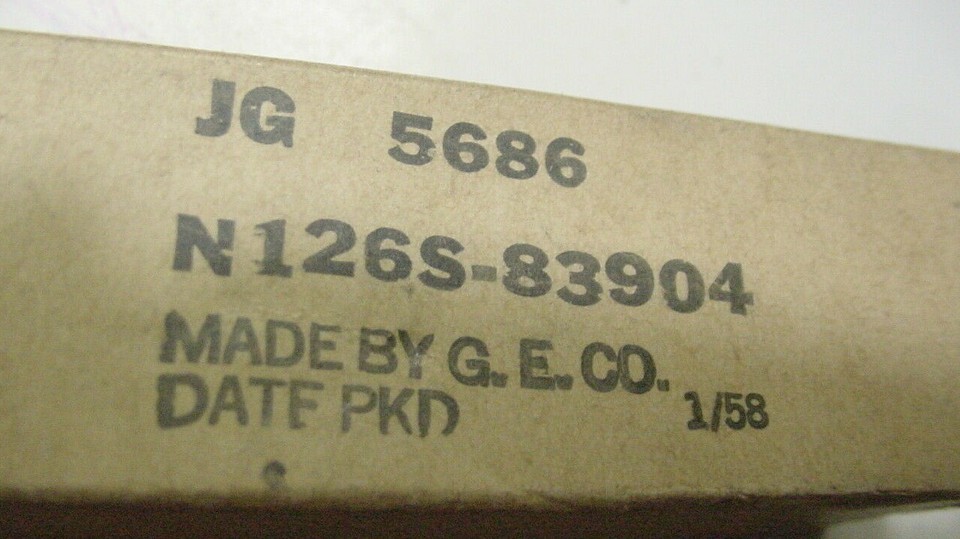 JG 5686
N126S-83904
MADE BY G.E.CO.
DATE PKD 1/58